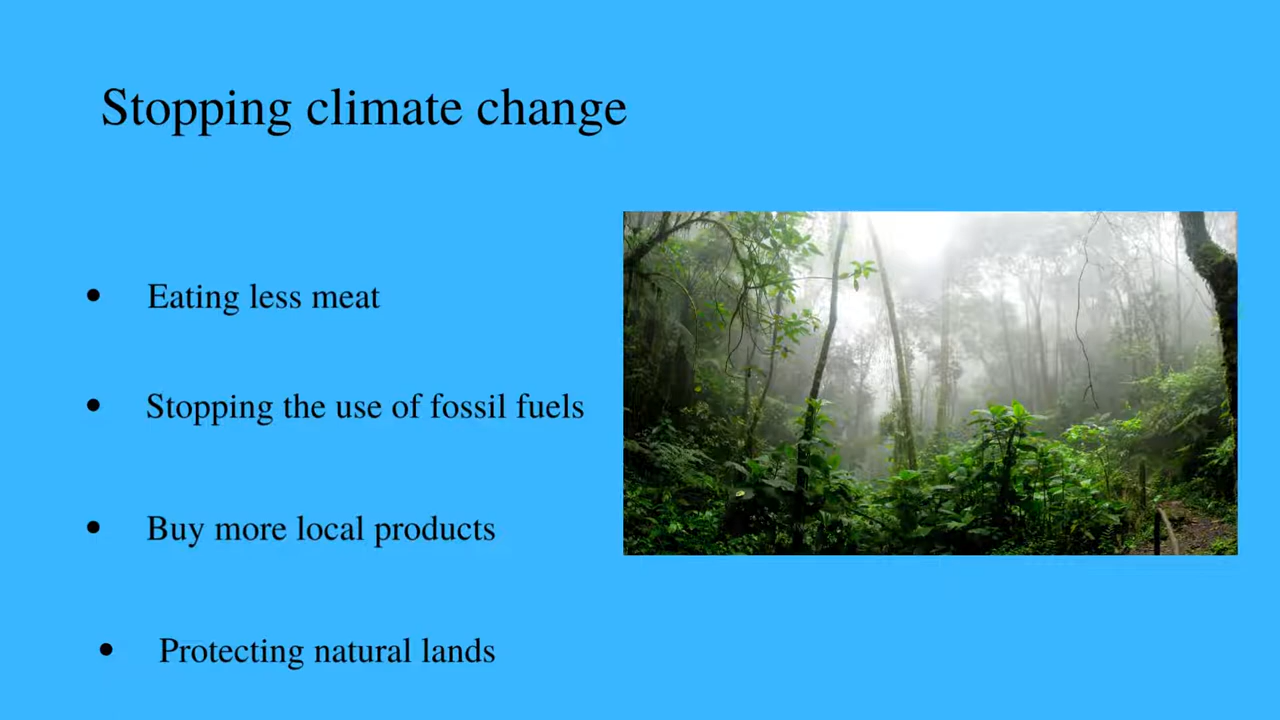 Stopping climate change
• Eating less meat
• Stopping the use of fossil fuels
• Buy more local products
• Protecting natural lands